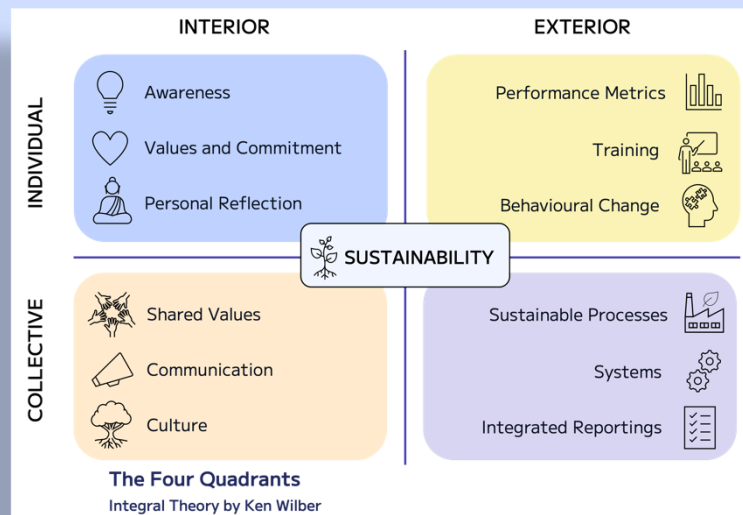 INTERIOR
EXTERIOR
INDIVIDUAL
Awareness
Values and Commitment
Personal Reflection
Performance Metrics
Training
Behavioural Change
SUSTAINABILITY
COLLECTIVE
Shared Values
Communication
Culture
Sustainable Processes
Systems
Integrated Reportings
The Four Quadrants
Integral Theory by Ken Wilber